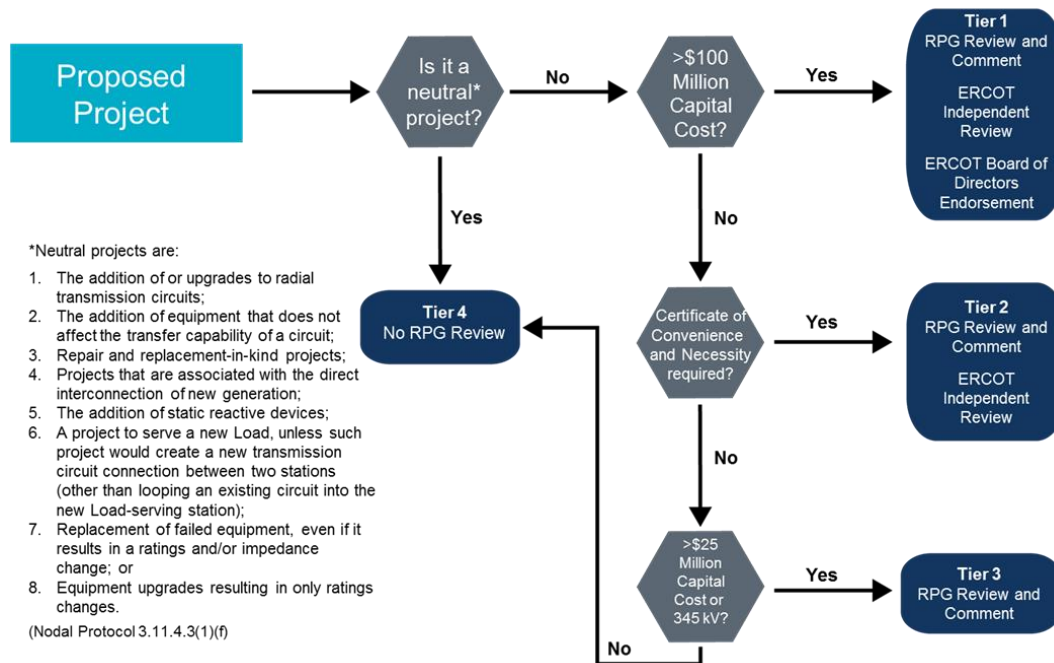 Proposed
Project
Is it a
neutral*
project?
No
>$100
Million
Capital
Cost?
Yes
Tier 1
RPG Review and
Comment
ERCOT
Independent
Review
ERCOT Board of
Directors
Endorsement
Yes
No
*Neutral projects are:
1. The addition of or upgrades to radial
transmission circuits;
2. The addition of equipment that does not
affect the transfer capability of a circuit;
3. Repair and replacement-in-kind projects;
4. Projects that are associated with the direct
interconnection of new generation;
5. The addition of static reactive devices;
6. A project to serve a new Load, unless such
project would create a new transmission
circuit connection between two stations
(other than looping an existing circuit into the
new Load-serving station);
7. Replacement of failed equipment, even if it
results in a ratings and/or impedance
change; or
8. Equipment upgrades resulting in only ratings
changes.
(Nodal Protocol 3.11.4.3(1)(f)
Tier 4
No RPG Review
Certificate of
Convenience
and Necessity
required?
Yes
Tier 2
RPG Review and
Comment
ERCOT
Independent
Review
No
>$25
Million
Capital
Cost or
345 kV?
Yes
Tier 3
RPG Review and
Comment
No